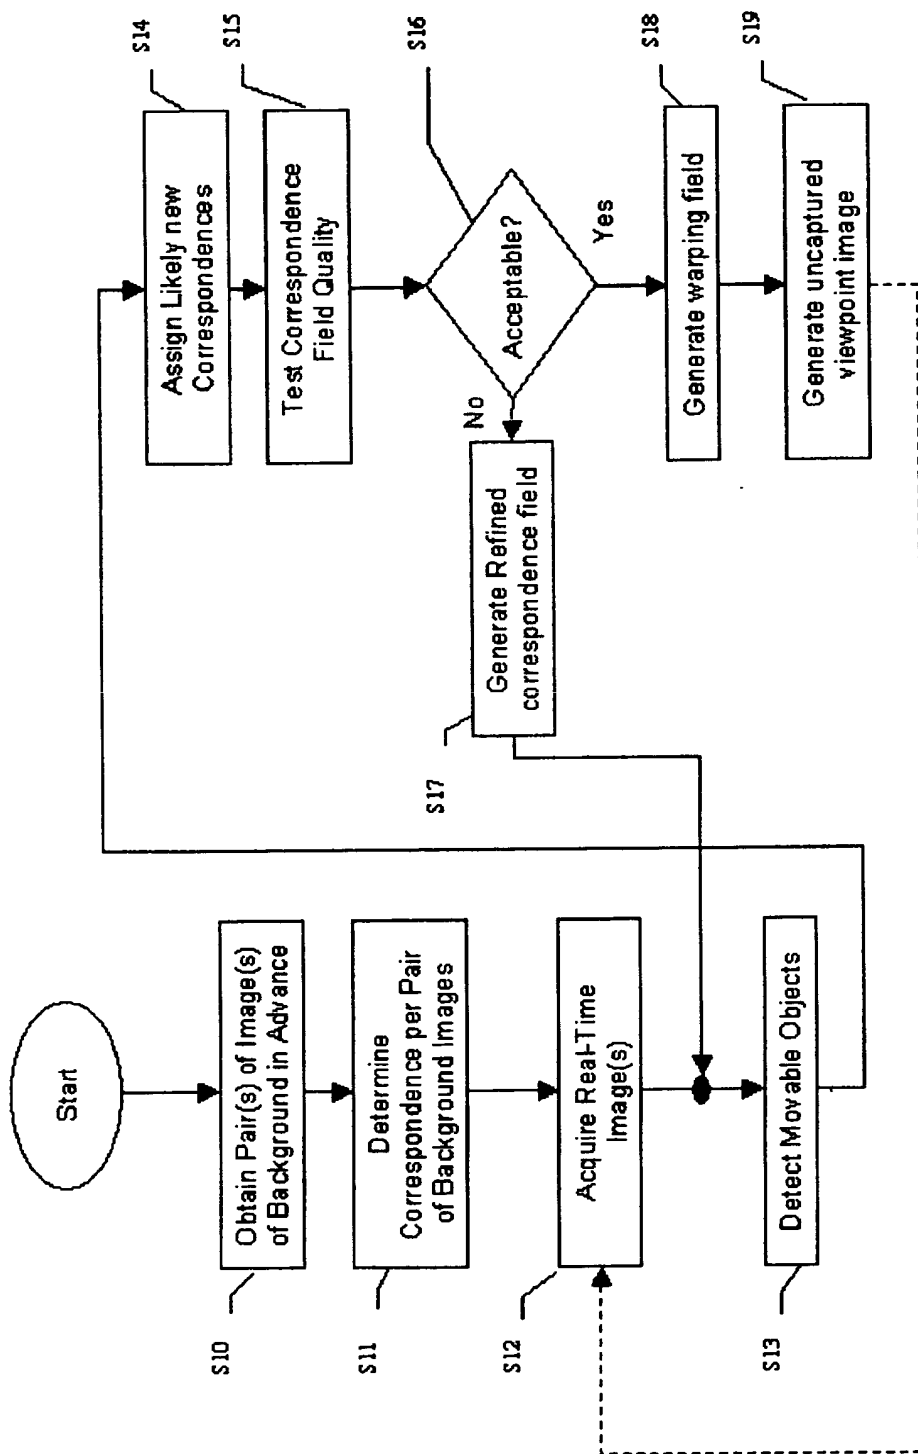 Start
S10
Obtain Pair(s) of Image(s)
of Background in Advance
S11
Determine
Correspondence per Pair
of Background Images
S12
Acquire Real-Time
Image(s)
S13
Detect Movable Objects
S14
Assign Likely new
Correspondences
S15
Test Correspondence
Field Quality
S16
Acceptable?
No
Yes
S17
Generate Refined
correspondence field
S18
Generate warping field
S19
Generate uncaptured
viewpoint image